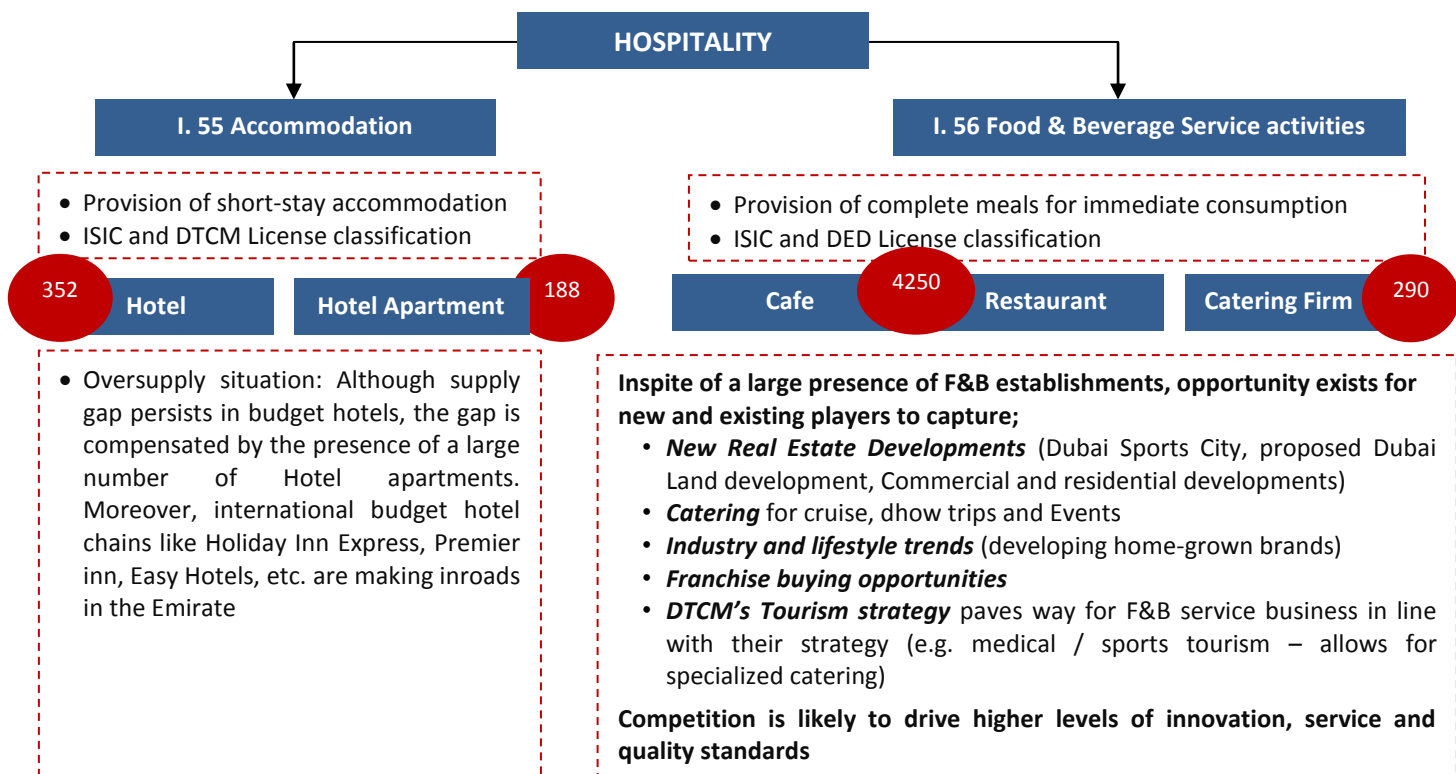 HOSPITALITY
I. 55 Accommodation
• Provision of short-stay accommodation
• ISIC and DTCM License classification
352
Hotel
Hotel Apartment
188
• Oversupply situation: Although supply
gap persists in budget hotels, the gap is
compensated by the presence of a large
number of Hotel apartments.
Moreover, international budget hotel
chains like Holiday Inn Express, Premier
inn, Easy Hotels, etc. are making inroads
in the Emirate
I. 56 Food & Beverage Service activities
• Provision of complete meals for immediate consumption
• ISIC and DED License classification
Cafe
4250
Restaurant
Catering Firm
290
Inspite of a large presence of F&B establishments, opportunity exists for
new and existing players to capture;
• New Real Estate Developments (Dubai Sports City, proposed Dubai
Land development, Commercial and residential developments)
• Catering for cruise, dhow trips and Events
• Industry and lifestyle trends (developing home-grown brands)
• Franchise buying opportunities
• DTCM's Tourism strategy paves way for F&B service business in line
with their strategy (e.g. medical / sports tourism – allows for
specialized catering)
Competition is likely to drive higher levels of innovation, service and
quality standards